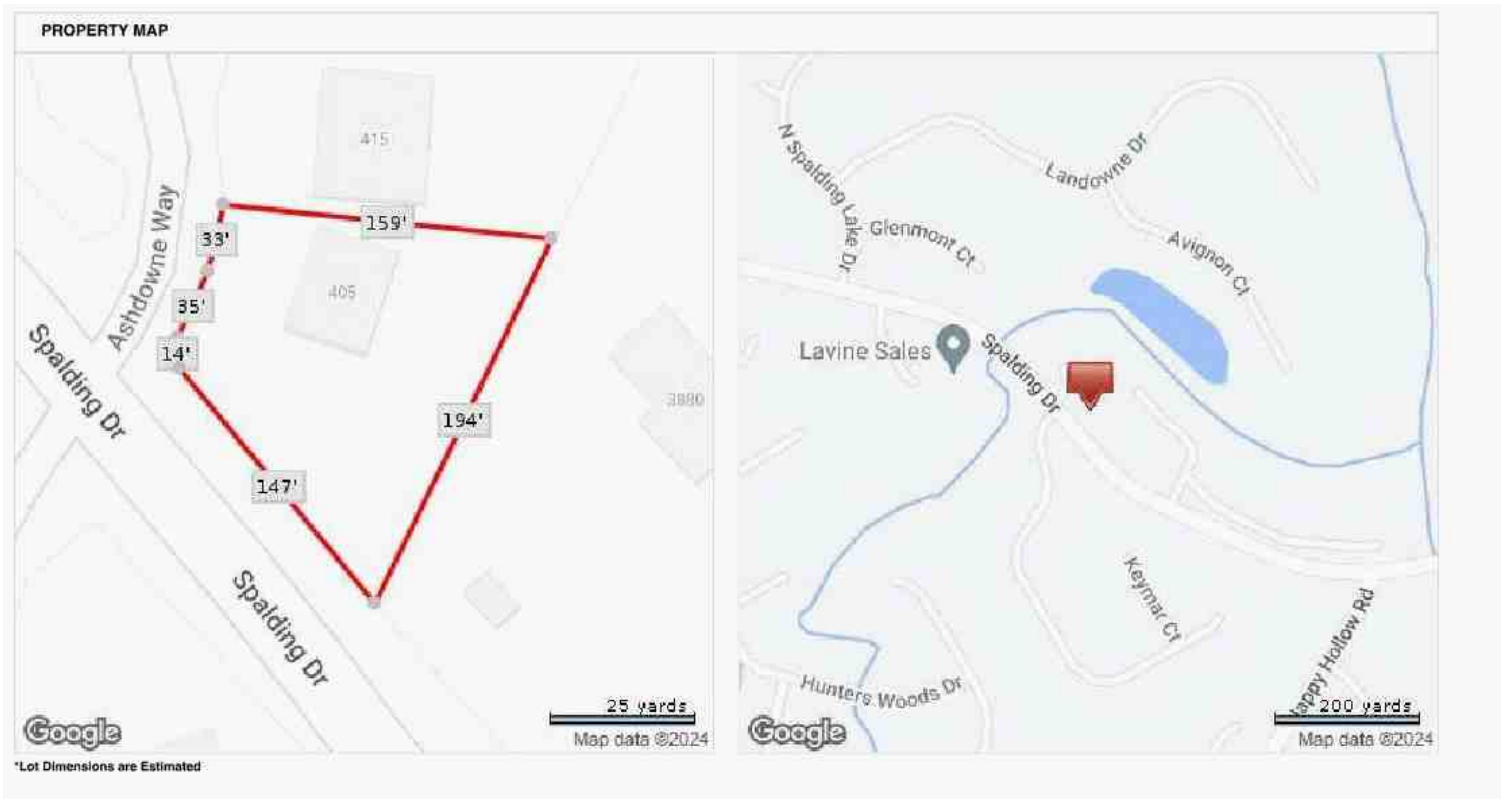 PROPERTY MAP
415
159'
33'
Ashdowne Way
405
35'
14'
Spalding Dr
3880
194'
147'
Spalding Dr
25 yards
Google
Map data ©2024
N Spalding Lake Dr
Landowne Dr
Glenmont Ct
Avignon Ct
Lavine Sales
Spalding Dr
Keymar Ct
Happy Hollow Rd
Hunters Woods Dr
200 yards
Google
Map data ©2024
*Lot Dimensions are Estimated